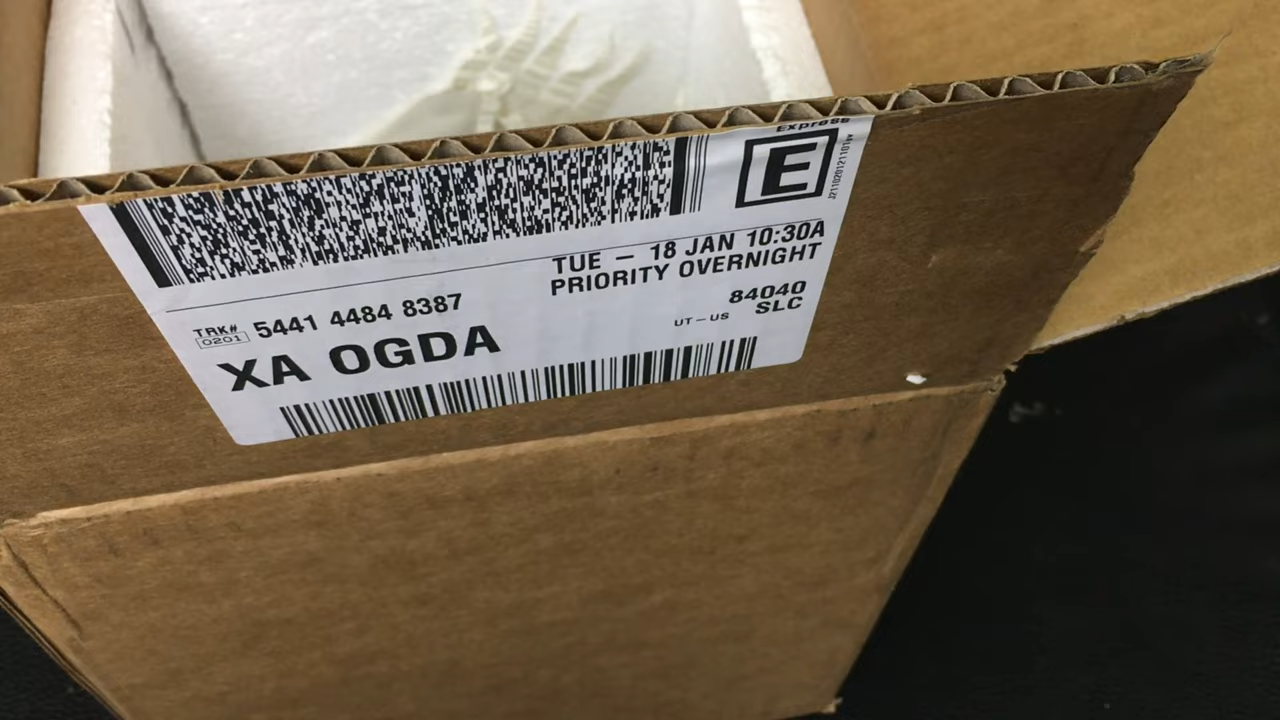 Express
E
J211020121101uv
TUE – 18 JAN 10:30A
PRIORITY OVERNIGHT
TRK#
0201
5441 4484 8387
XA OGDA
84040
UT–US
SLC